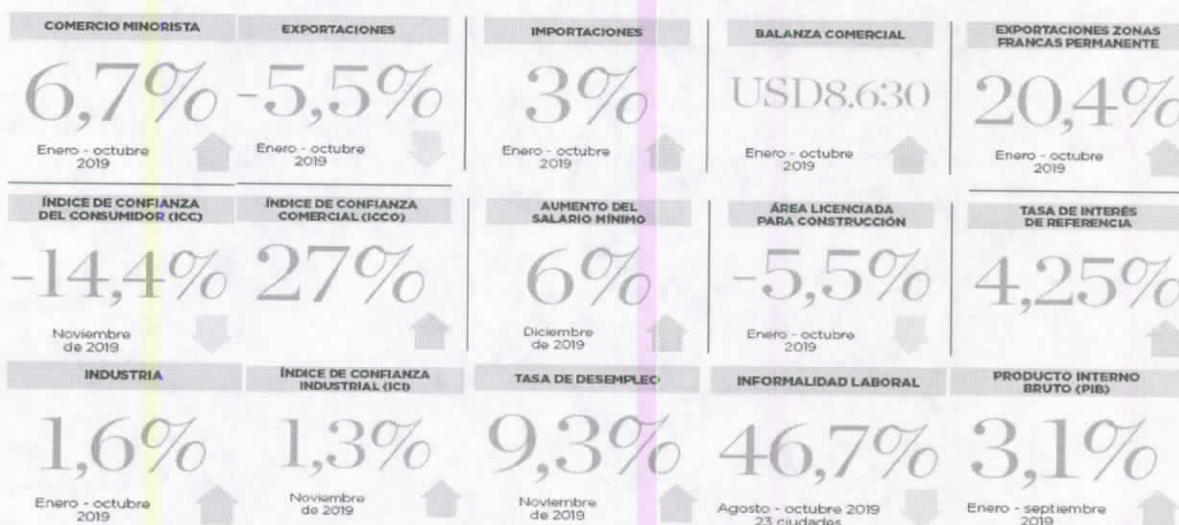 COMERCIO MINORISTA
6,7%
Enero - octubre
2019
EXPORTACIONES
-5,5%
Enero - octubre
2019
IMPORTACIONES
3%
Enero - octubre
2019
BALANZA COMERCIAL
USD8.630
Enero - octubre
2019
EXPORTACIONES ZONAS
FRANCAS PERMANENTE
20,4%
Enero - octubre
2019
ÍNDICE DE CONFIANZA
DEL CONSUMIDOR (ICC)
-14,4%
Noviembre
de 2019
ÍNDICE DE CONFIANZA
COMERCIAL (ICCO)
27%
AUMENTO DEL
SALARIO MÍNIMO
6%
Diciembre
de 2019
ÁREA LICENCIADA
PARA CONSTRUCCIÓN
-5,5%
Enero - octubre
2019
TASA DE INTERÉS
DE REFERENCIA
4,25%
INDUSTRIA
1,6%
Enero - octubre
2019
ÍNDICE DE CONFIANZA
INDUSTRIAL (ICI)
1,3%
Noviembre
de 2019
TASA DE DESEMPLEO
9,3%
Noviembre
de 2019
INFORMALIDAD LABORAL
46,7%
Agosto - octubre 2019
23 ciudades
PRODUCTO INTERNO
BRUTO (PIB)
3,1%
Enero - septiembre
2019